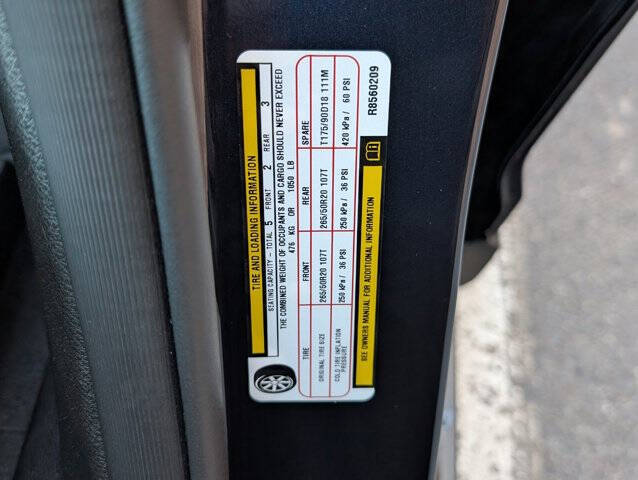 TIRE AND LOADING INFORMATION
SEATING CAPACITY - TOTAL 5 FRONT 2 REAR 3
THE COMBINED WEIGHT OF OCCUPANTS AND CARGO SHOULD NEVER EXCEED
476 KG OR 1050 LB
TIRE FRONT REAR SPARE
ORIGINAL TIRE SIZE 265/50R20 107T 265/50R20 107T T175/90D18 111M
COLD TIRE INFLATION PRESSURE 250 kPa / 36 PSI 250 kPa / 36 PSI 420 kPa / 60 PSI
SEE OWNERS MANUAL FOR ADDITIONAL INFORMATION
R8560209